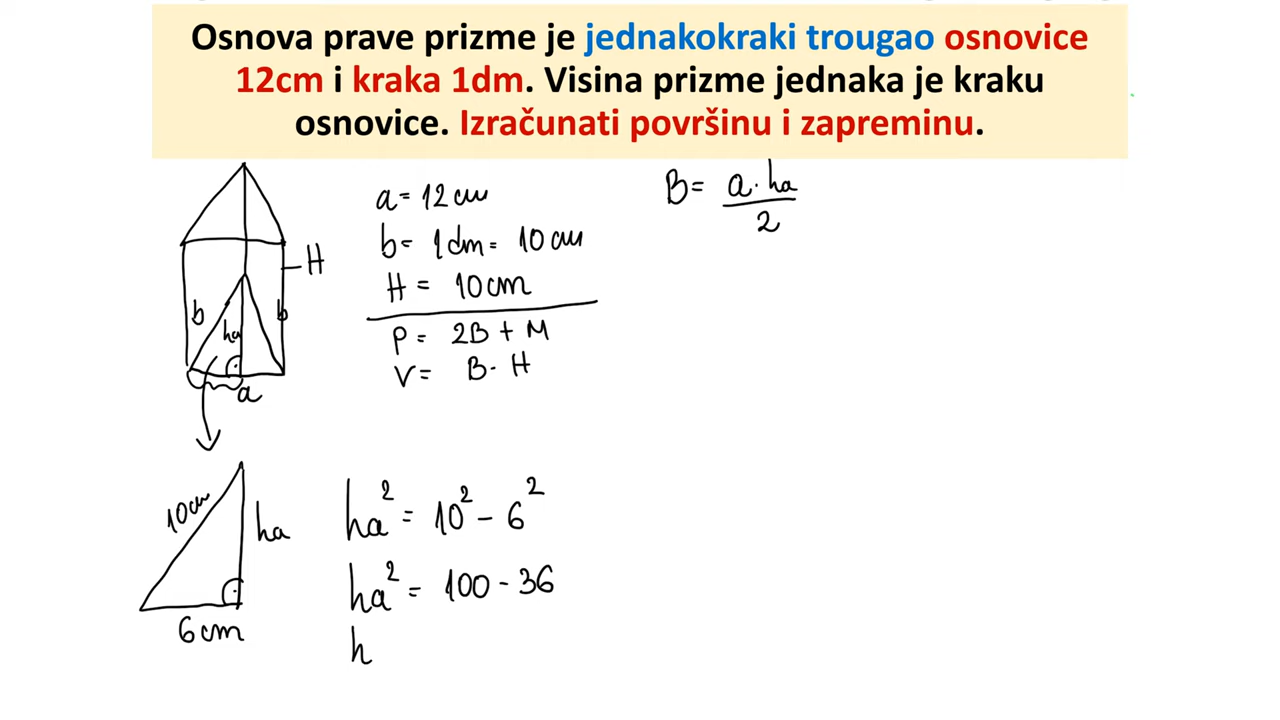 Osnova prave prizme je jednakokraki trougao osnovice
12cm i kraka 1dm. Visina prizme jednaka je kraku
osnovice. Izračunati površinu i zapreminu.
a = 12 cm
b = 1dm = 10 cm
H = 10cm
P = 2B + M
V = B · H
B = a · ha / 2
H
b
b
ha
a
10cm
ha
6cm
ha² = 10² - 6²
ha² = 100 - 36
h